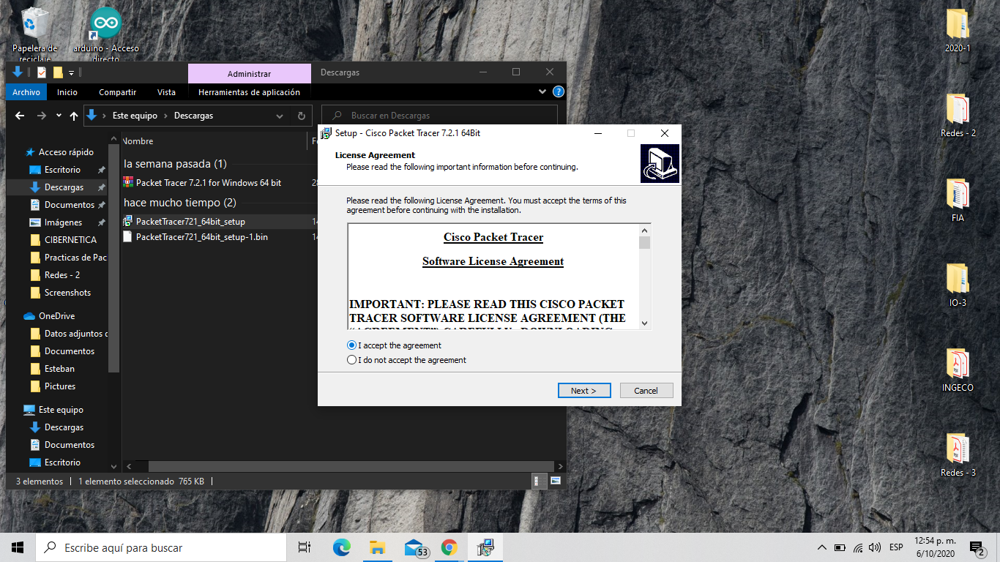 Papelera de
reciclaje
arduino - Acceso
directo
2020-1
Redes - 2
FIA
IO-3
INGECO
Redes - 3
Administrar
Descargas
Archivo
Inicio
Compartir
Vista
Herramientas de aplicación
Este equipo
Descargas
Buscar en Descargas
Acceso rápido
Escritorio
Descargas
Documentos
Imágenes
CIBERNETICA
Practicas de Pac
Redes - 2
Screenshots
OneDrive
Datos adjuntos
Documentos
Esteban
Pictures
Este equipo
Descargas
Documentos
Escritorio
Nombre
la semana pasada (1)
Packet Tracer 7.2.1 for Windows 64 bit
hace mucho tiempo (2)
PacketTracer721_64bit_setup
PacketTracer721_64bit_setup-1.bin
3 elementos
1 elemento seleccionado 765 KB
Setup - Cisco Packet Tracer 7.2.1 64Bit
License Agreement
Please read the following important information before continuing.
Please read the following License Agreement. You must accept the terms of this
agreement before continuing with the installation.
Cisco Packet Tracer
Software License Agreement
IMPORTANT: PLEASE READ THIS CISCO PACKET
TRACER SOFTWARE LICENSE AGREEMENT (THE
“AGREEMENT”) CAREFULLY. DOWNLOADING
I accept the agreement
I do not accept the agreement
Next >
Cancel
Escribe aquí para buscar
53
ESP
12:54 p. m.
6/10/2020
2